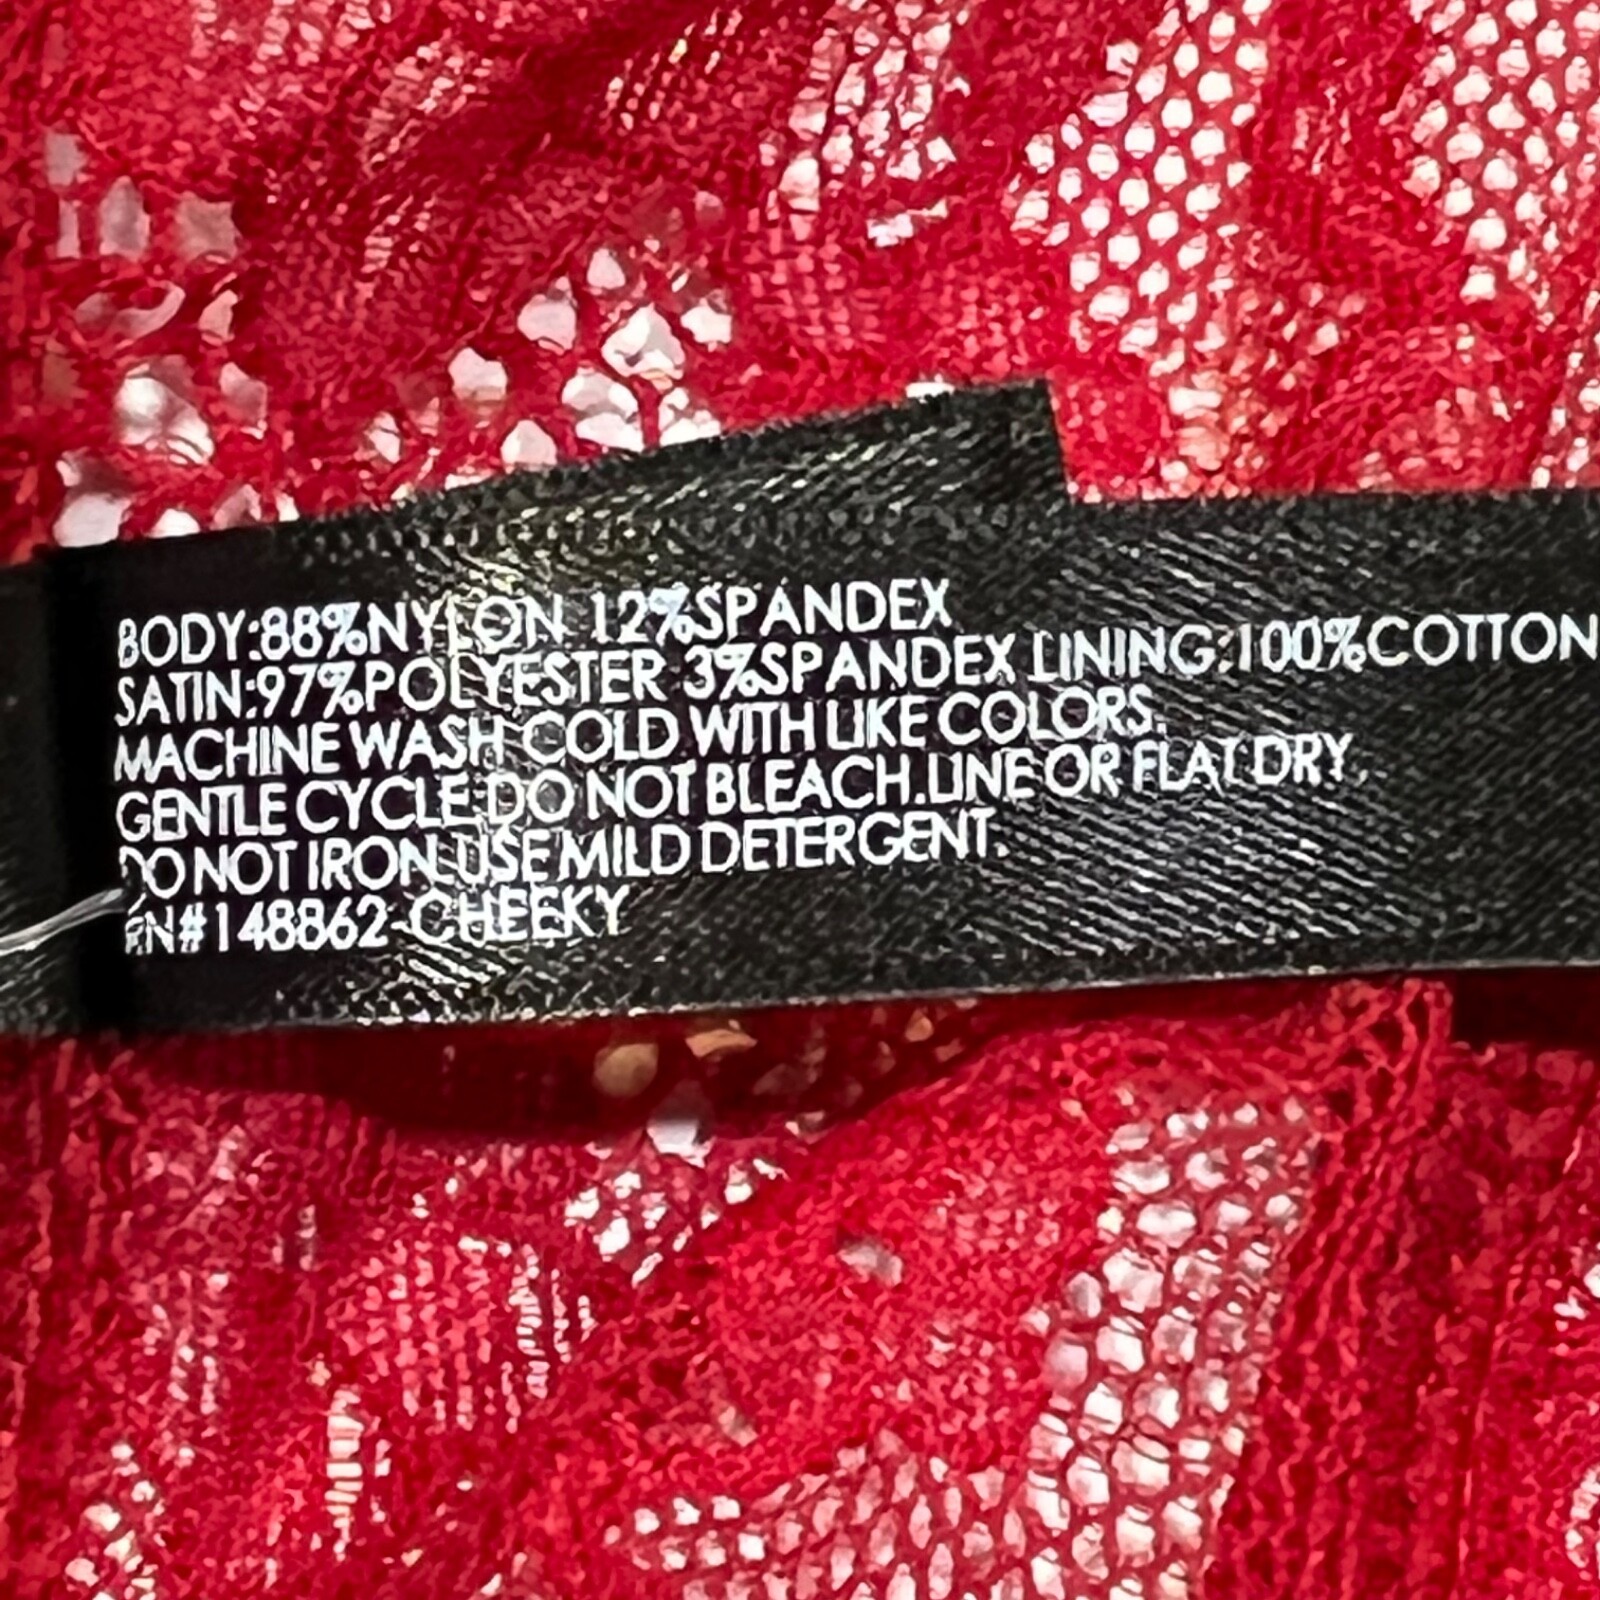 BODY:88%NYLON 12%SPANDEX
SATIN:97%POLYESTER 3%SPANDEX LINING:100%COTTON
MACHINE WASH COLD WITH LIKE COLORS.
GENTLE CYCLE.DO NOT BLEACH.LINE OR FLAT DRY.
DO NOT IRON.USE MILD DETERGENT.
RN#148862 CHEEKY